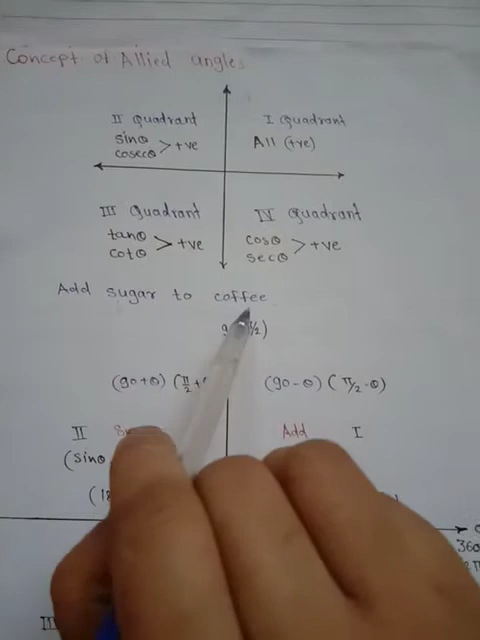 Concept of Allied angles
II Quadrant
sinθ
cosecθ > +ve
I Quadrant
All (+ve)
III Quadrant
tanθ
cotθ > +ve
IV Quadrant
cosθ
secθ > +ve
Add sugar to coffee
(90+θ) (π/2+
(90-θ) (π/2-θ)
II
Add I
(sinθ
360
III